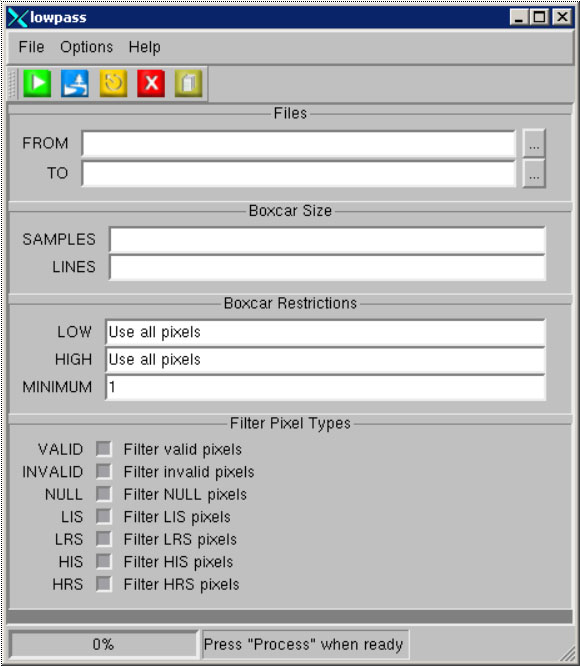 lowpass
File Options Help
Files
FROM ...
TO ...
Boxcar Size
SAMPLES
LINES
Boxcar Restrictions
LOW Use all pixels
HIGH Use all pixels
MINIMUM 1
Filter Pixel Types
VALID Filter valid pixels
INVALID Filter invalid pixels
NULL Filter NULL pixels
LIS Filter LIS pixels
LRS Filter LRS pixels
HIS Filter HIS pixels
HRS Filter HRS pixels
0% Press "Process" when ready